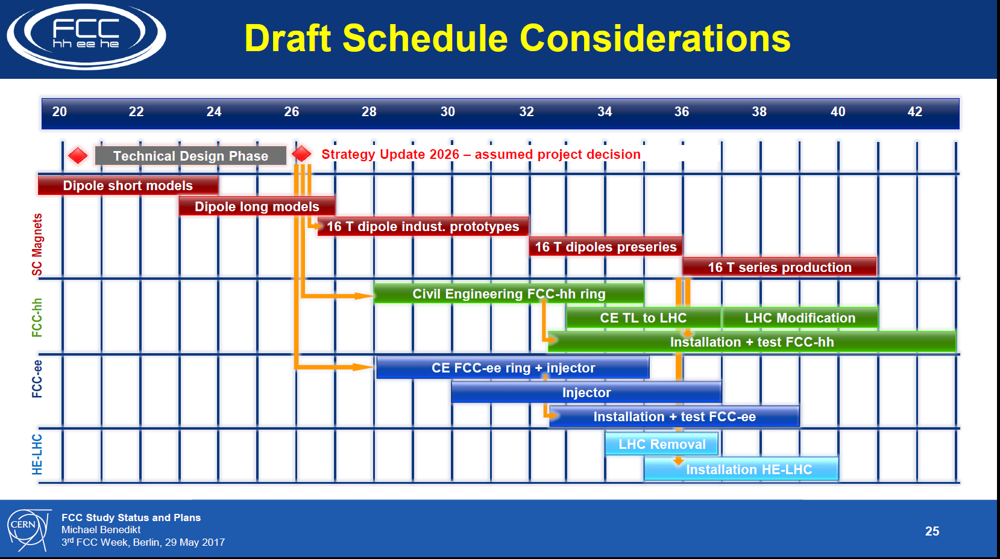 FCC
hh ee he
Draft Schedule Considerations
20 22 24 26 28 30 32 34 36 38 40 42
Technical Design Phase
Strategy Update 2026 – assumed project decision
SC Magnets
Dipole short models
Dipole long models
16 T dipole indust. prototypes
16 T dipoles preseries
16 T series production
FCC-hh
Civil Engineering FCC-hh ring
CE TL to LHC
LHC Modification
Installation + test FCC-hh
FCC-ee
CE FCC-ee ring + injector
Injector
Installation + test FCC-ee
HE-LHC
LHC Removal
Installation HE-LHC
CERN
FCC Study Status and Plans
Michael Benedikt
3rd FCC Week, Berlin, 29 May 2017
25